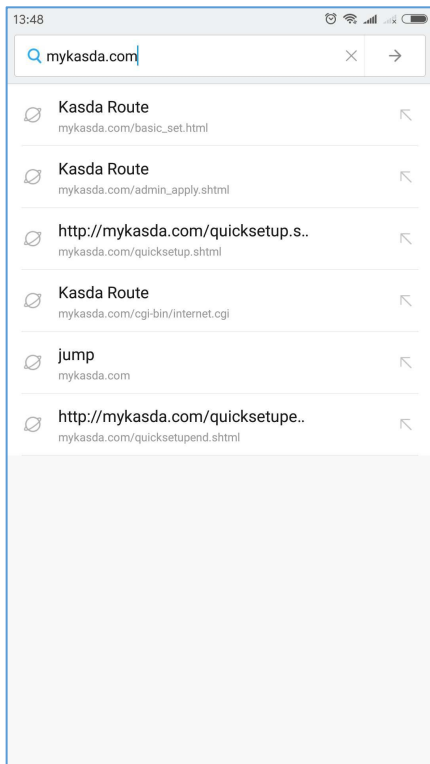 13:48
mykasda.com
Kasda Route
mykasda.com/basic_set.html
Kasda Route
mykasda.com/admin_apply.shtml
http://mykasda.com/quicksetup.s..
mykasda.com/quicksetup.shtml
Kasda Route
mykasda.com/cgi-bin/internet.cgi
jump
mykasda.com
http://mykasda.com/quicksetupe..
mykasda.com/quicksetupend.shtml